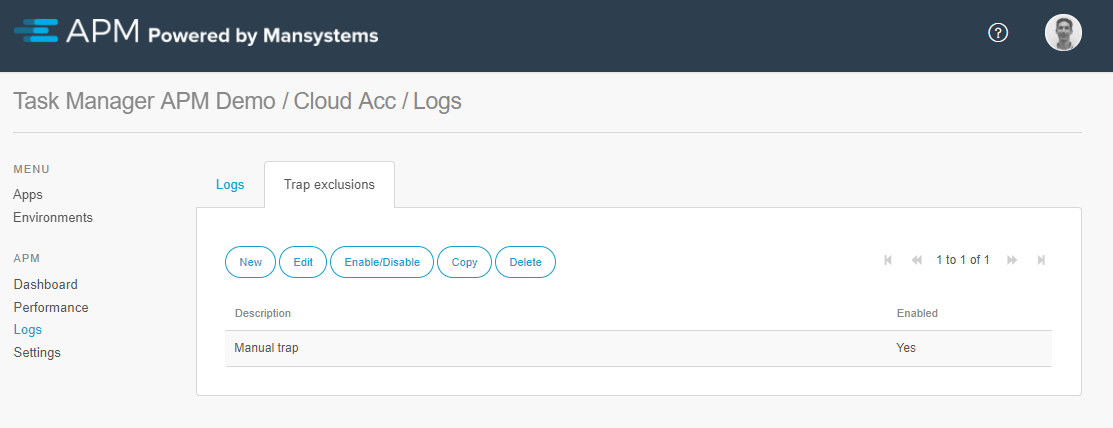 APM Powered by Mansystems
?
Task Manager APM Demo / Cloud Acc / Logs
MENU
Apps
Environments
APM
Dashboard
Performance
Logs
Settings
Logs
Trap exclusions
New
Edit
Enable/Disable
Copy
Delete
1 to 1 of 1
Description
Enabled
Manual trap
Yes